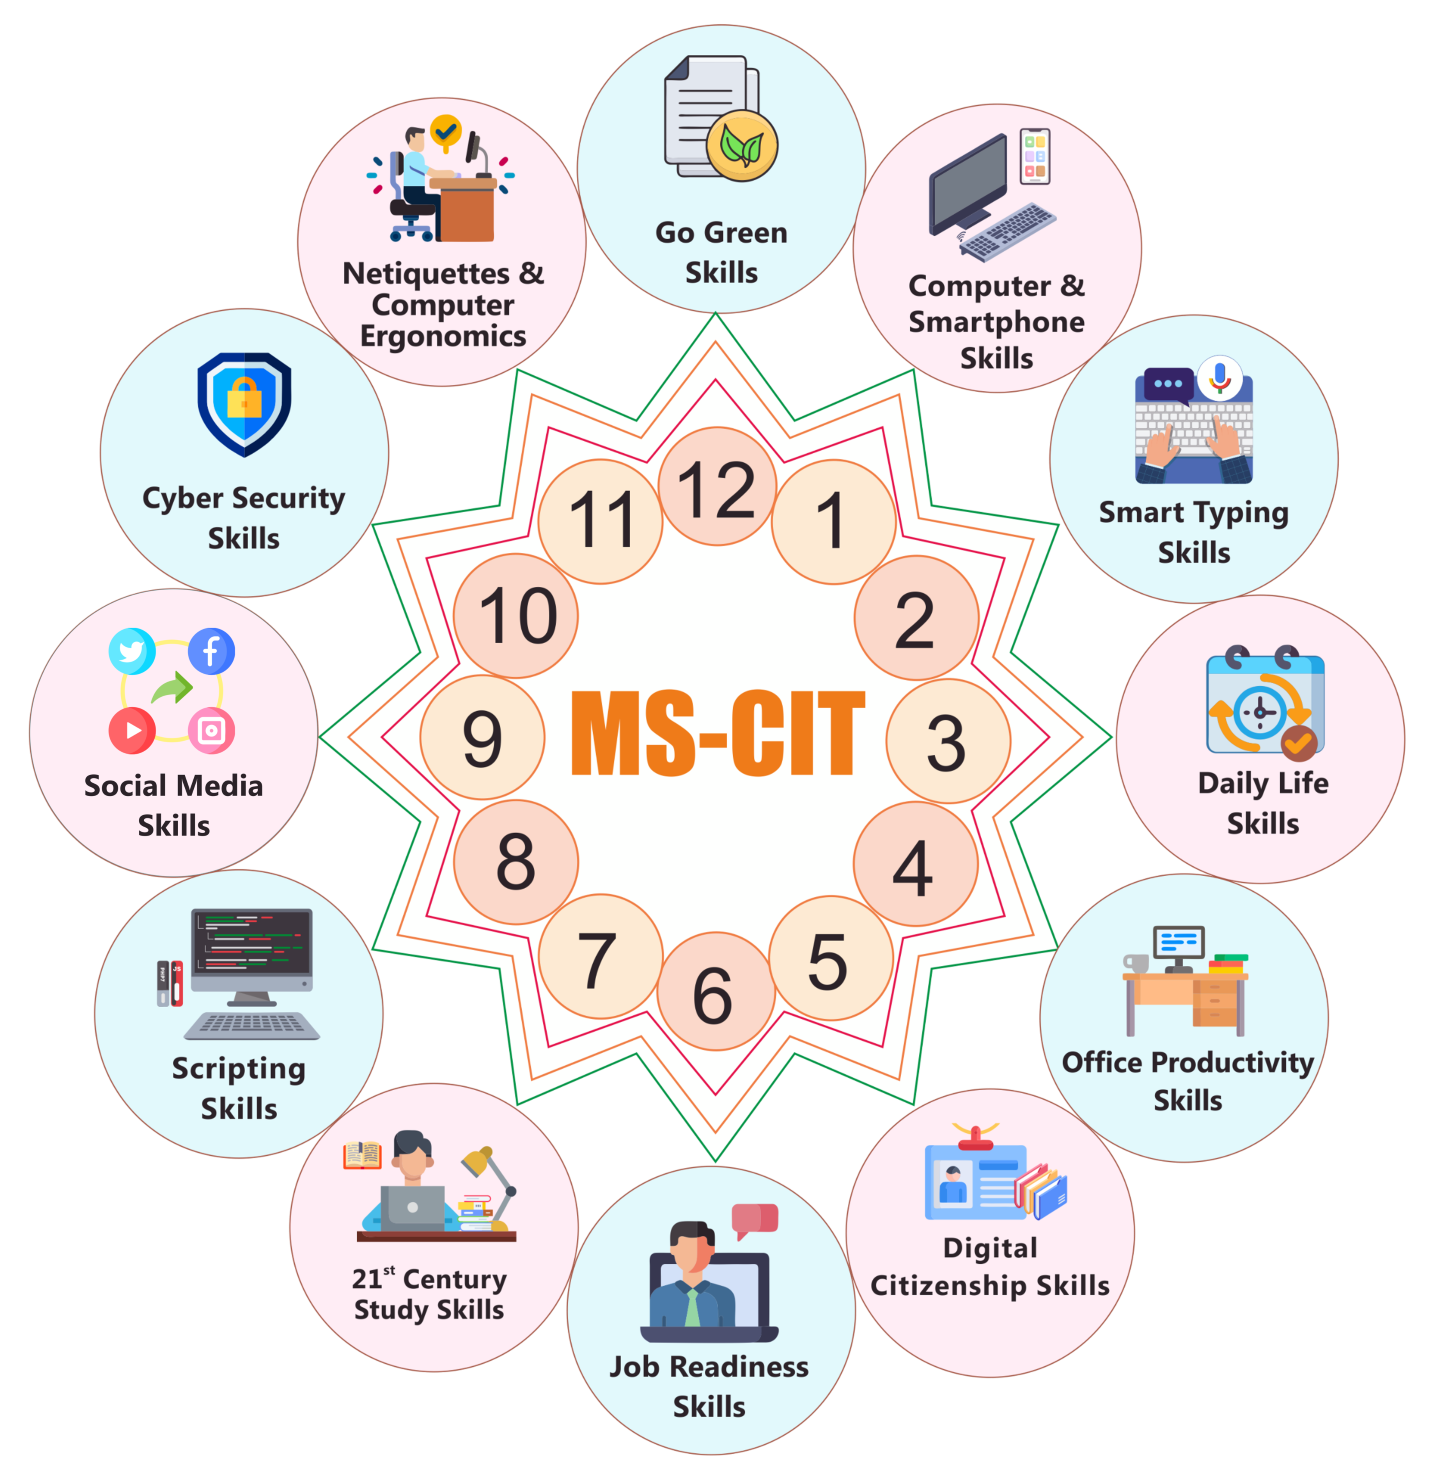 Go Green
Skills
Computer &
Smartphone
Skills
Smart Typing
Skills
Daily Life
Skills
Office Productivity
Skills
Digital
Citizenship Skills
Job Readiness
Skills
21st Century
Study Skills
Scripting
Skills
Social Media
Skills
Cyber Security
Skills
Netiquettes &
Computer
Ergonomics
12
1
2
3
4
5
6
7
8
9
10
11
MS-CIT
JS